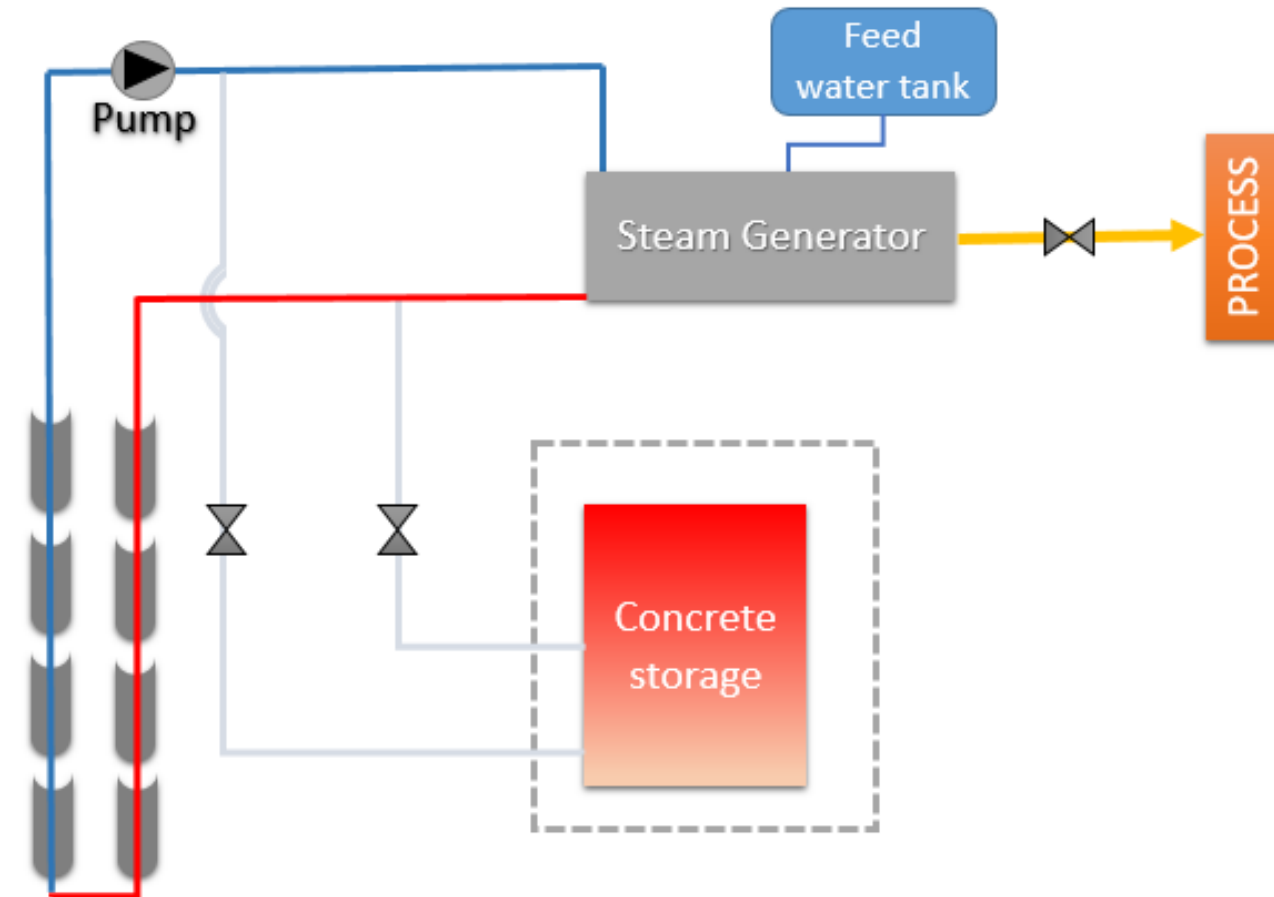 Feed
water tank
Pump
Steam Generator
PROCESS
Concrete
storage